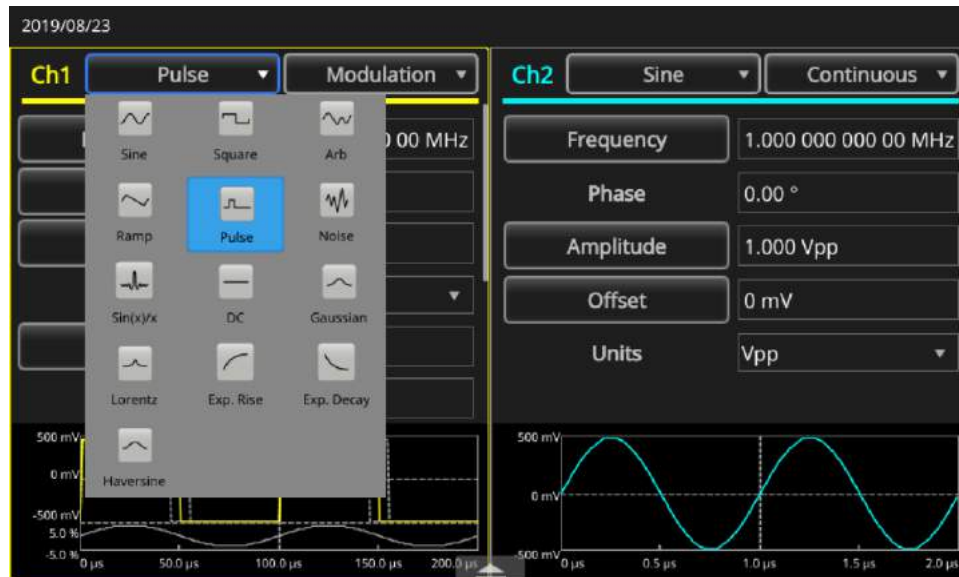 2019/08/23
Ch1 Pulse Modulation
Sine Square Arb
Ramp Pulse Noise
Sin(x)/x DC Gaussian
Lorentz Exp. Rise Exp. Decay
Haversine
0 00 MHz
500 mV
0 mV
-500 mV
5.0 %
-5.0 %
0 µs 50.0 µs 100.0 µs 150.0 µs 200.0 µs
Ch2 Sine Continuous
Frequency 1.000 000 000 00 MHz
Phase 0.00 °
Amplitude 1.000 Vpp
Offset 0 mV
Units Vpp
500 mV
0 mV
-500 mV
0 µs 0.5 µs 1.0 µs 1.5 µs 2.0 µs